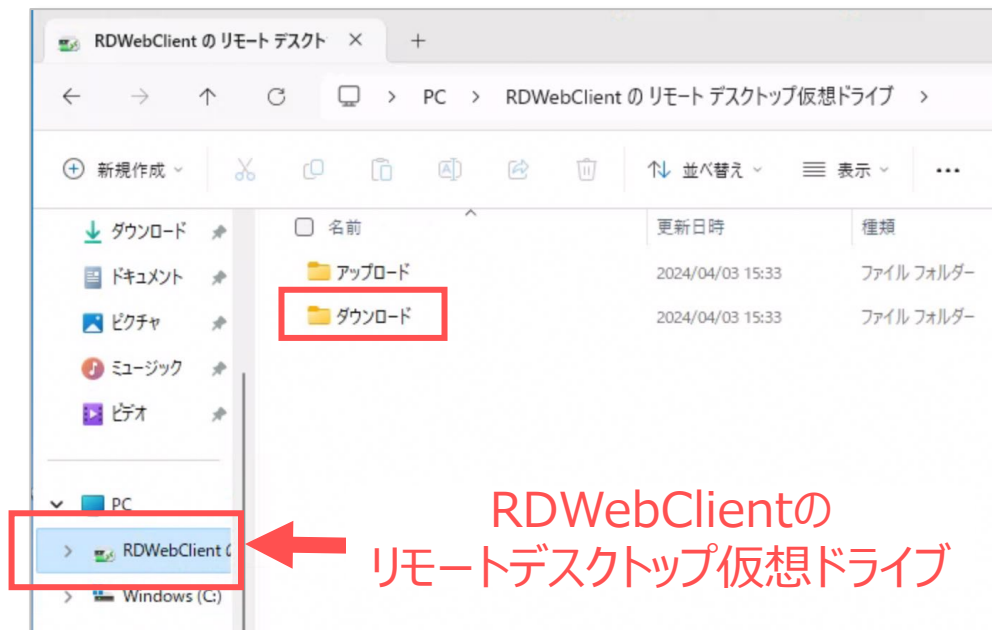 RDWebClient の リモート デスクト
PC > RDWebClient の リモート デスクトップ仮想ドライブ >
新規作成 並べ替え 表示 ...
ダウンロード
ドキュメント
ピクチャ
ミュージック
ビデオ
PC
RDWebClient の
Windows (C:)
名前 更新日時 種類
アップロード 2024/04/03 15:33 ファイル フォルダー
ダウンロード 2024/04/03 15:33 ファイル フォルダー
RDWebClientの
リモートデスクトップ仮想ドライブ